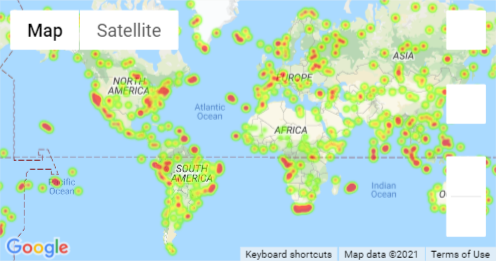 Map Satellite
ASIA
NORTH
AMERICA
EUROPE
Atlantic
Ocean
AFRICA
SOUTH
AMERICA
Pacific
Ocean
Indian
Ocean
O
Google
Keyboard shortcuts Map data ©2021 Terms of Use